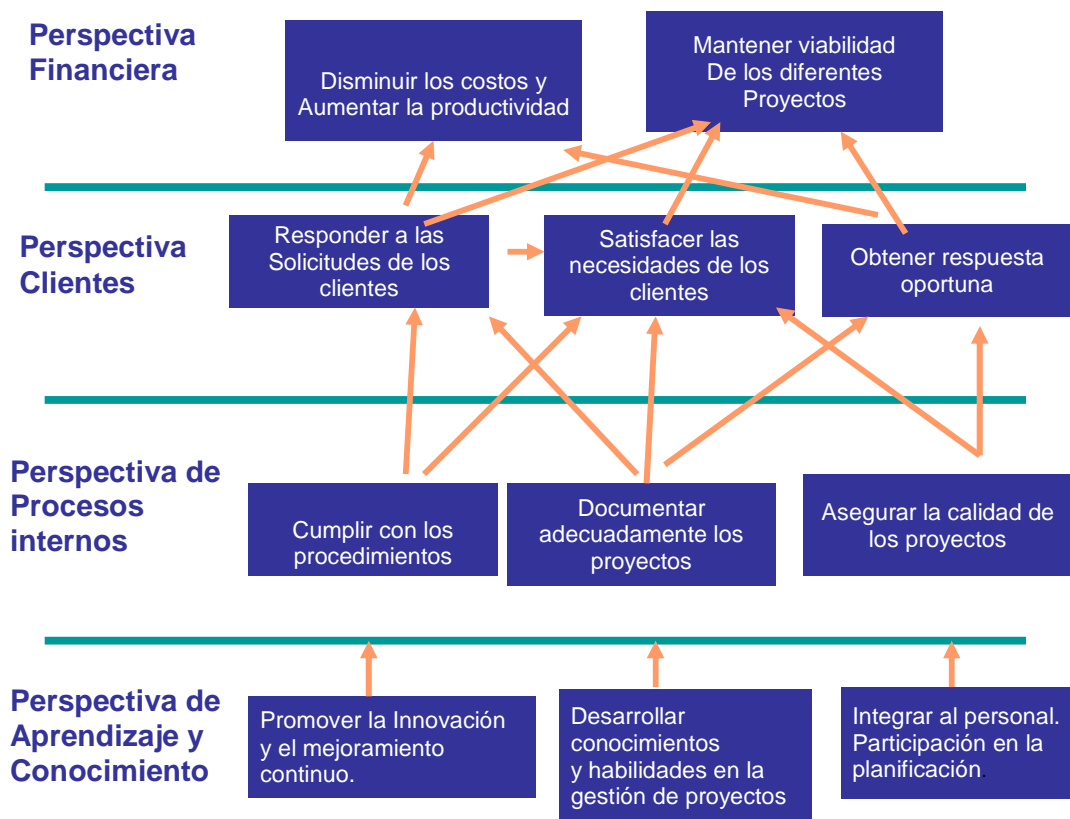 Perspectiva
Financiera
Disminuir los costos y
Aumentar la productividad
Mantener viabilidad
De los diferentes
Proyectos
Perspectiva
Clientes
Responder a las
Solicitudes de los
clientes
Satisfacer las
necesidades de los
clientes
Obtener respuesta
oportuna
Perspectiva de
Procesos
internos
Cumplir con los
procedimientos
Documentar
adecuadamente los
proyectos
Asegurar la calidad de
los proyectos
Perspectiva de
Aprendizaje y
Conocimiento
Promover la Innovación
y el mejoramiento
continuo.
Desarrollar
conocimientos
y habilidades en la
gestión de proyectos
Integrar al personal.
Participación en la
planificación.